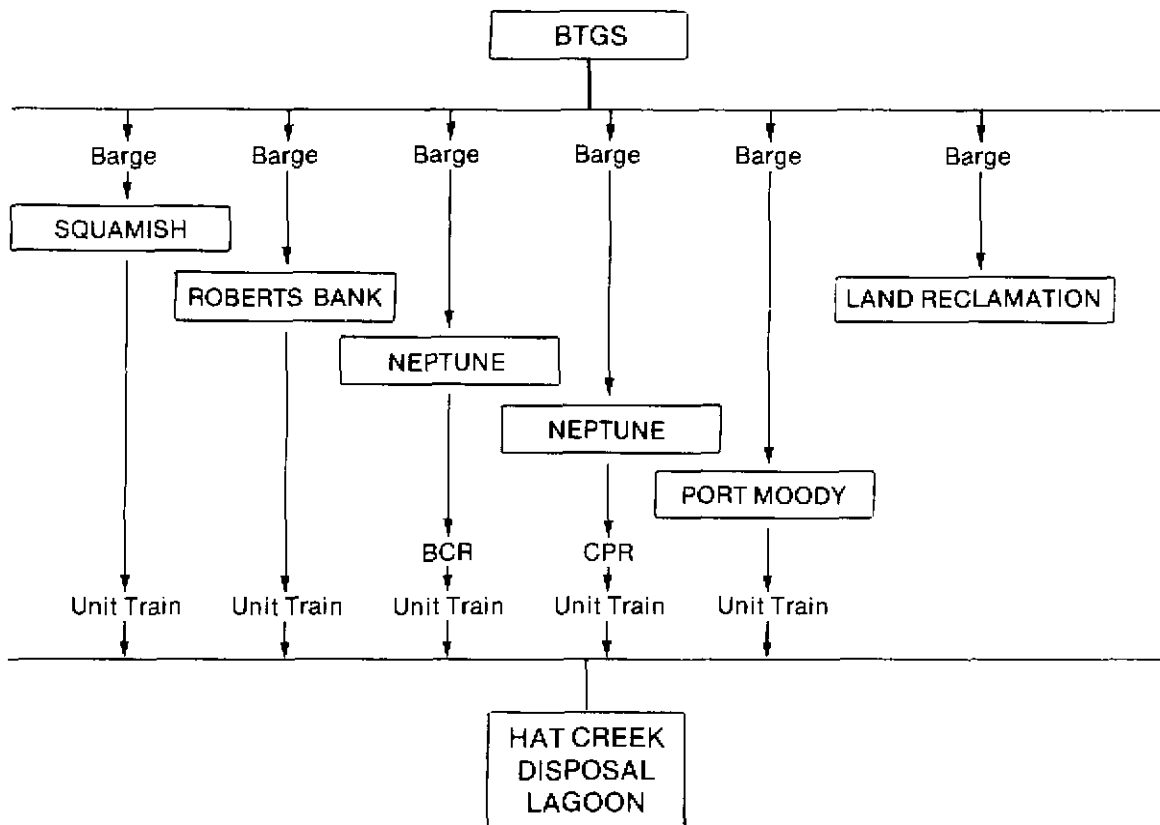 BTGS
Barge Barge Barge Barge Barge Barge
SQUAMISH
ROBERTS BANK LAND RECLAMATION
NEPTUNE
NEPTUNE
PORT MOODY
BCR CPR
Unit Train Unit Train Unit Train Unit Train Unit Train
HAT CREEK
DISPOSAL
LAGOON